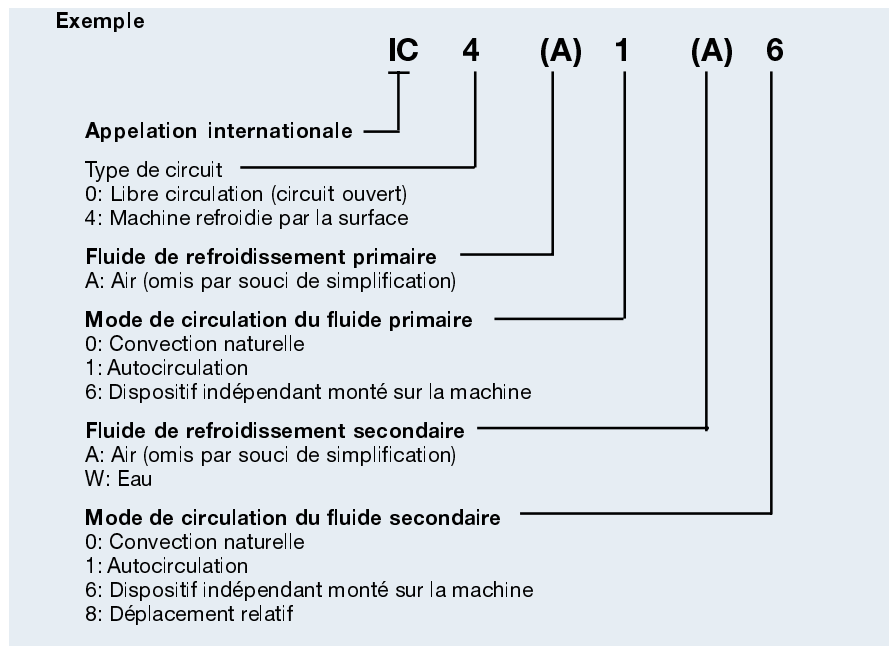 Exemple
IC 4 (A) 1 (A) 6
Appelation internationale
Type de circuit
0: Libre circulation (circuit ouvert)
4: Machine refroidie par la surface
Fluide de refroidissement primaire
A: Air (omis par souci de simplification)
Mode de circulation du fluide primaire
0: Convection naturelle
1: Autocirculation
6: Dispositif indépendant monté sur la machine
Fluide de refroidissement secondaire
A: Air (omis par souci de simplification)
W: Eau
Mode de circulation du fluide secondaire
0: Convection naturelle
1: Autocirculation
6: Dispositif indépendant monté sur la machine
8: Déplacement relatif